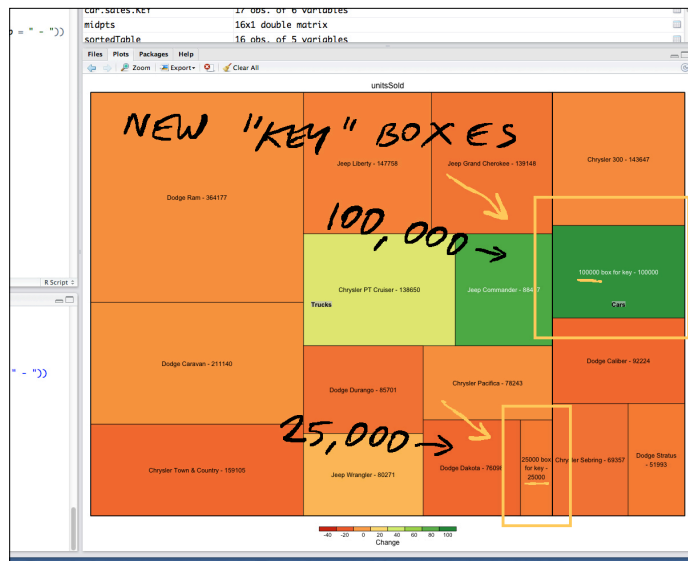 car.sales.KEY 17 obs. of 6 variables
midpts 16x1 double matrix
sortedTable 16 obs. of 5 variables
= " - "))
Files Plots Packages Help
Zoom Export Clear All
unitsSold
NEW "KEY" BOXES
Jeep Liberty - 147758
Jeep Grand Cherokee - 139148
Chrysler 300 - 143647
Dodge Ram - 364177
100,000 →
100000 box for key - 100000
R Script
Chrysler PT Cruiser - 138650
Jeep Commander -
Trucks
Cars
Dodge Caravan - 211140
" - "))
Dodge Durango - 85701
Chrysler Pacifica - 78243
Dodge Caliber - 92224
25,000 →
Chrysler Town & Country - 159105
Jeep Wrangler - 80271
Dodge Dakota -
25000 box
for key -
25000
Chrysler Sebring - 69357
Dodge Stratus
- 51893
-40 -20 0 20 40 60 80 100
Change